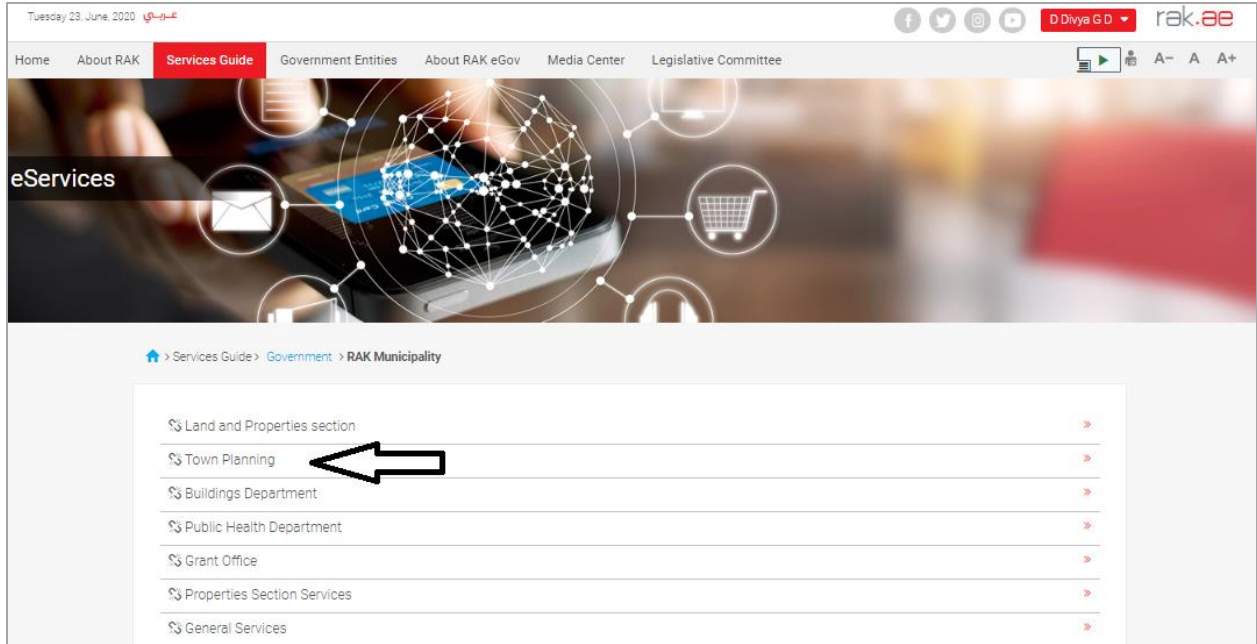 Tuesday 23, June, 2020 عــربــي
D Divya G D
rak.ae
Home About RAK Services Guide Government Entities About RAK eGov Media Center Legislative Committee A- A A+
eServices
> Services Guide > Government > RAK Municipality
Land and Properties section
Town Planning
Buildings Department
Public Health Department
Grant Office
Properties Section Services
General Services